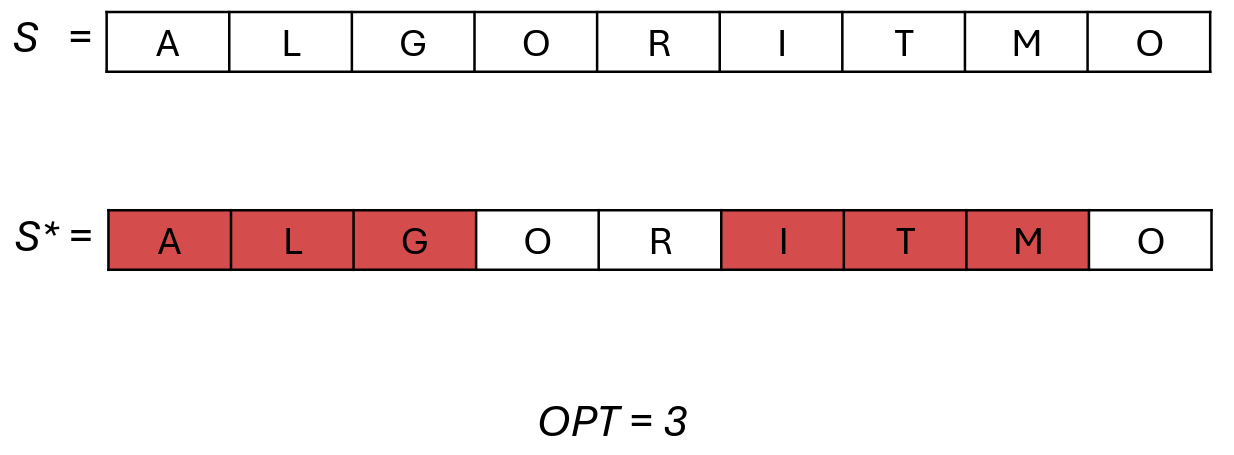 S = A L G O R I T M O
S* = A L G O R I T M O
OPT = 3